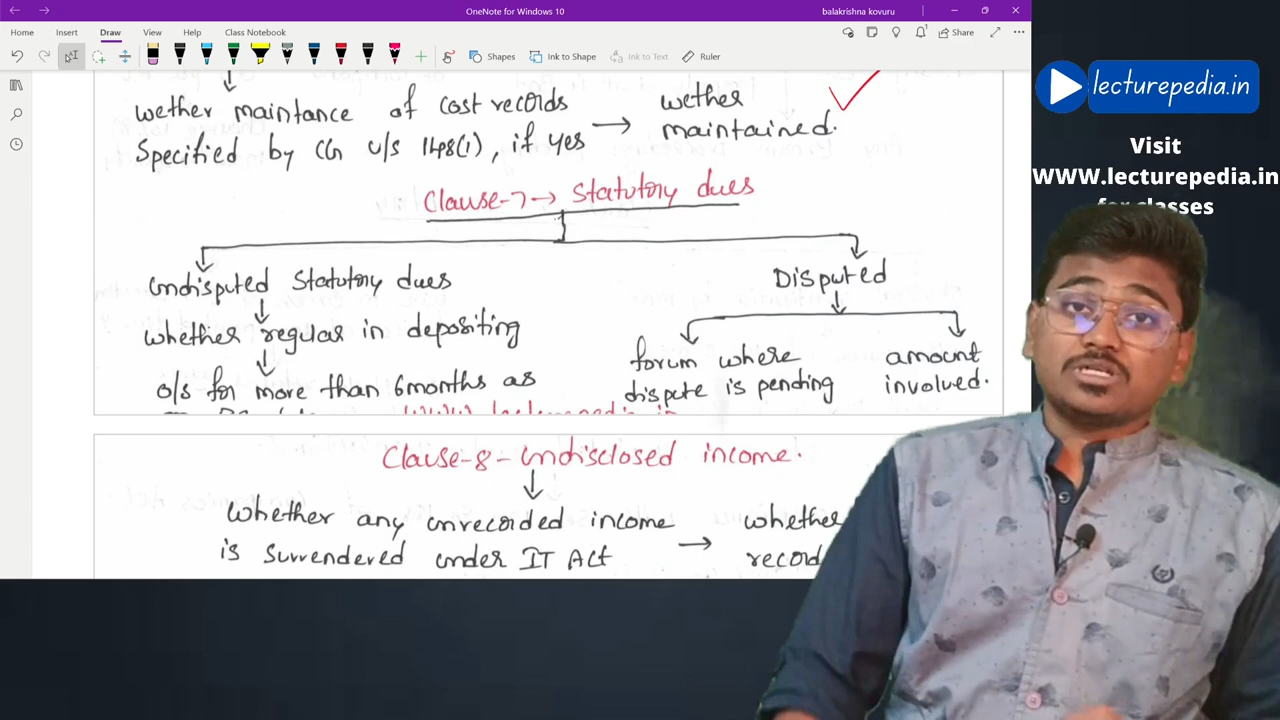 OneNote for Windows 10
balakrishna kovuru
Home Insert Draw View Help Class Notebook
Share
Shapes
Ink to Shape
Ink to Text
Ruler
wether maintance of cost records
Specified by CG u/s 148(1), if yes
wether
maintained.
Clause-7 → Statutory dues
undisputed Statutory dues
whether regular in depositing
o/s for more than 6months as
Disputed
forum where
dispete is pending
amount
involved.
Clause-8 - undisclosed income.
Whether any unrecorded income
is surrendered under IT Act
whether
record
lecturepedia.in
Visit
WWW.lecturepedia.in
for classes